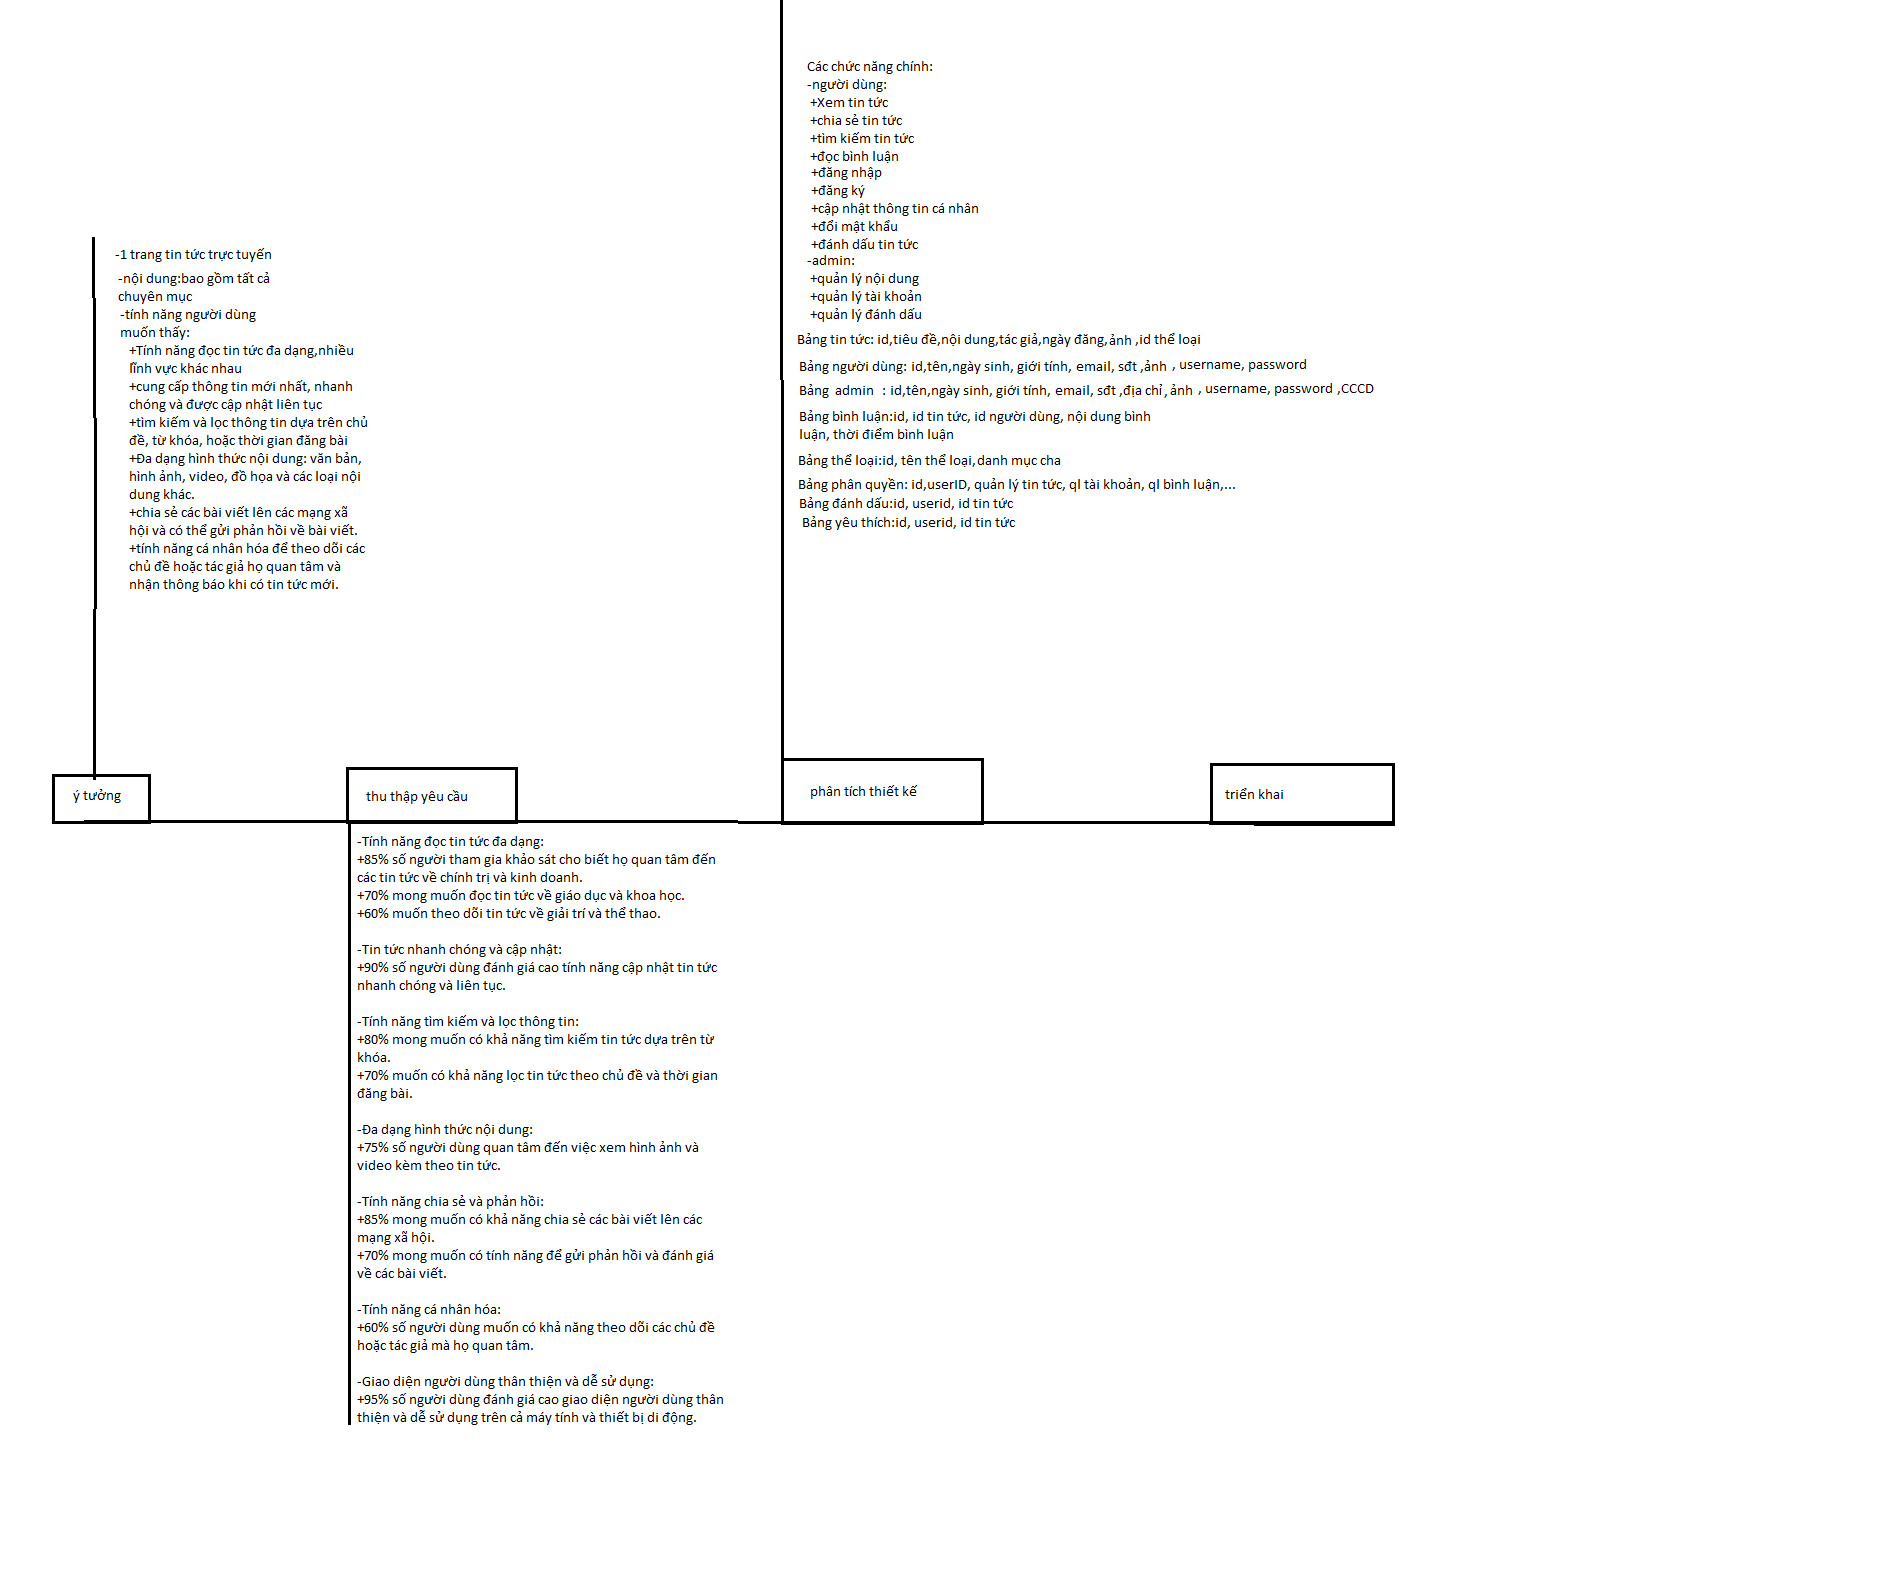 -1 trang tin tức trực tuyến
-nội dung:bao gồm tất cả
chuyên mục
-tính năng người dùng
muốn thấy:
+Tính năng đọc tin tức đa dạng,nhiều
lĩnh vực khác nhau
+cung cấp thông tin mới nhất, nhanh
chóng và được cập nhật liên tục
+tìm kiếm và lọc thông tin dựa trên chủ
đề, từ khóa, hoặc thời gian đăng bài
+Đa dạng hình thức nội dung: văn bản,
hình ảnh, video, đồ họa và các loại nội
dung khác.
+chia sẻ các bài viết lên các mạng xã
hội và có thể gửi phản hồi về bài viết.
+tính năng cá nhân hóa để theo dõi các
chủ đề hoặc tác giả họ quan tâm và
nhận thông báo khi có tin tức mới.
ý tưởng
thu thập yêu cầu
-Tính năng đọc tin tức đa dạng:
+85% số người tham gia khảo sát cho biết họ quan tâm đến
các tin tức về chính trị và kinh doanh.
+70% mong muốn đọc tin tức về giáo dục và khoa học.
+60% muốn theo dõi tin tức về giải trí và thể thao.
-Tin tức nhanh chóng và cập nhật:
+90% số người dùng đánh giá cao tính năng cập nhật tin tức
nhanh chóng và liên tục.
-Tính năng tìm kiếm và lọc thông tin:
+80% mong muốn có khả năng tìm kiếm tin tức dựa trên từ
khóa.
+70% muốn có khả năng lọc tin tức theo chủ đề và thời gian
đăng bài.
-Đa dạng hình thức nội dung:
+75% số người dùng quan tâm đến việc xem hình ảnh và
video kèm theo tin tức.
-Tính năng chia sẻ và phản hồi:
+85% mong muốn có khả năng chia sẻ các bài viết lên các
mạng xã hội.
+70% mong muốn có tính năng để gửi phản hồi và đánh giá
về các bài viết.
-Tính năng cá nhân hóa:
+60% số người dùng muốn có khả năng theo dõi các chủ đề
hoặc tác giả mà họ quan tâm.
-Giao diện người dùng thân thiện và dễ sử dụng:
+95% số người dùng đánh giá cao giao diện người dùng thân
thiện và dễ sử dụng trên cả máy tính và thiết bị di động.
Các chức năng chính:
-người dùng:
+Xem tin tức
+chia sẻ tin tức
+tìm kiếm tin tức
+đọc bình luận
+đăng nhập
+đăng ký
+cập nhật thông tin cá nhân
+đổi mật khẩu
+đánh dấu tin tức
-admin:
+quản lý nội dung
+quản lý tài khoản
+quản lý đánh dấu
Bảng tin tức: id,tiêu đề,nội dung,tác giả,ngày đăng,ảnh ,id thể loại
Bảng người dùng: id,tên,ngày sinh, giới tính, email, sđt ,ảnh , username, password
Bảng admin : id,tên,ngày sinh, giới tính, email, sđt ,địa chỉ, ảnh , username, password ,CCCD
Bảng bình luận:id, id tin tức, id người dùng, nội dung bình
luận, thời điểm bình luận
Bảng thể loại:id, tên thể loại,danh mục cha
Bảng phân quyền: id,userID, quản lý tin tức, ql tài khoản, ql bình luận,...
Bảng đánh dấu:id, userid, id tin tức
Bảng yêu thích:id, userid, id tin tức
phân tích thiết kế
triển khai